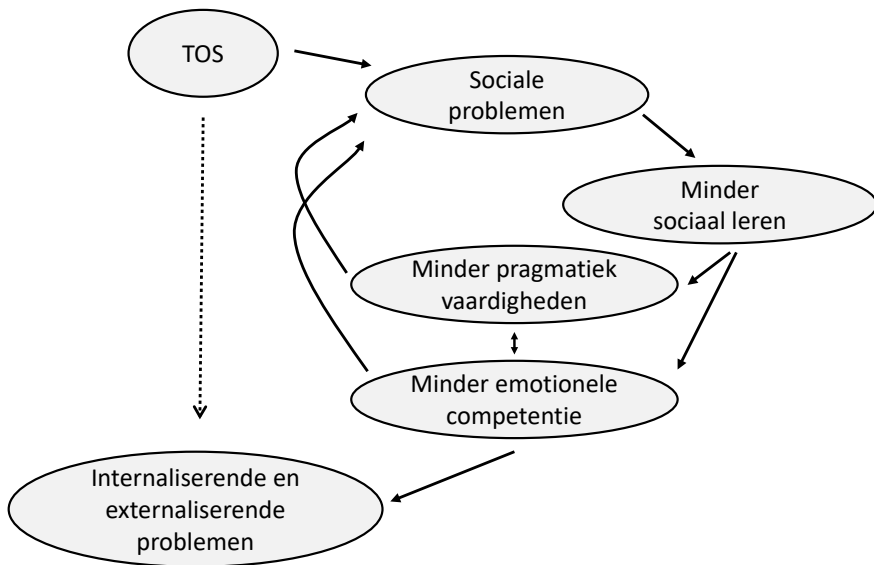 TOS
Sociale
problemen
Minder
sociaal leren
Minder pragmatiek
vaardigheden
Minder emotionele
competentie
Internaliserende en
externaliserende
problemen